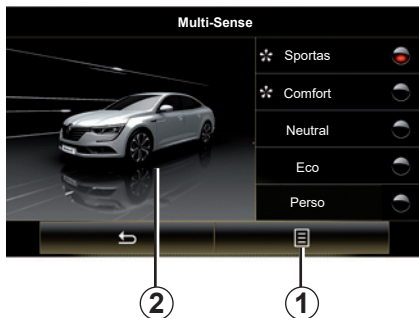 Multi-Sense
Sportas
Comfort
Neutral
Eco
Perso
2
1